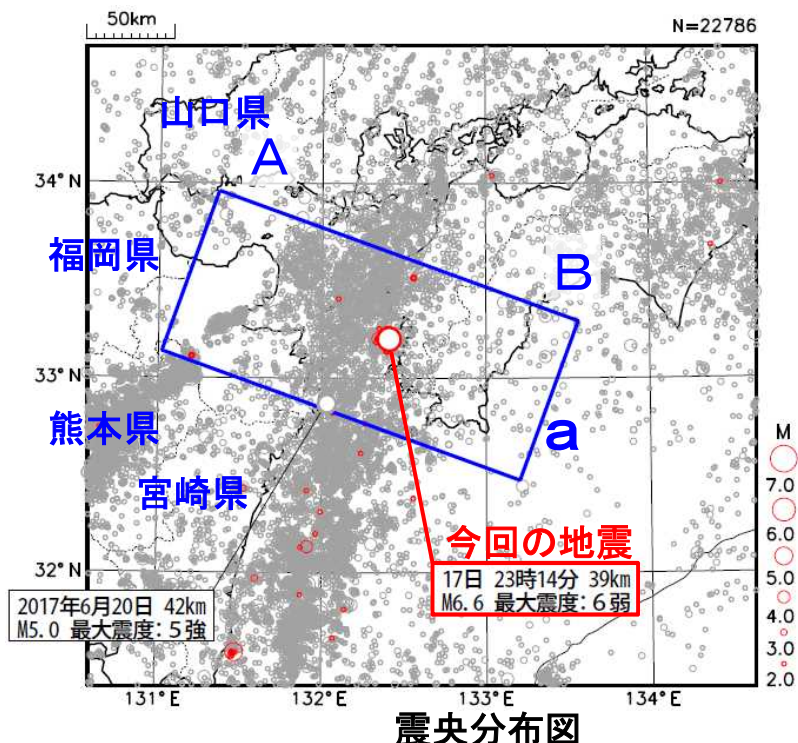 50km
N=22786
山口県
A
34°N
福岡県
B
33°N
熊本県
a
宮崎県
M
7.0
6.0
5.0
4.0
3.0
2.0
今回の地震
17日 23時14分 39km
M6.6 最大震度:6弱
32°N
2017年6月20日 42km
M5.0 最大震度:5強
131°E
132°E
133°E
134°E
震央分布図